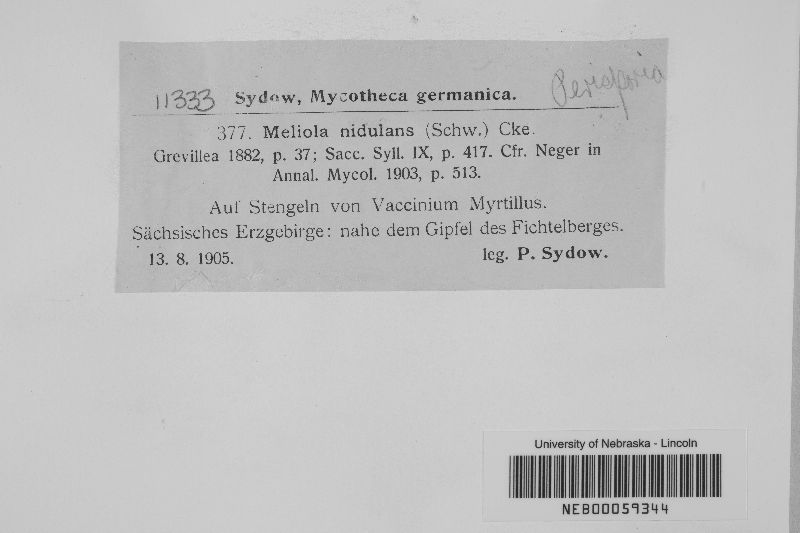 11333 Sydow, Mycotheca germanica.
377. Meliola nidulans (Schw.) Cke.
Grevillea 1882, p. 37; Sacc. Syll. IX, p. 417. Cfr. Neger in
Annal. Mycol. 1903, p. 513.
Auf Stengeln von Vaccinium Myrtillus.
Sächsisches Erzgebirge: nahe dem Gipfel des Fichtelberges.
13. 8. 1905. leg. P. Sydow.
University of Nebraska - Lincoln
NEB00059344